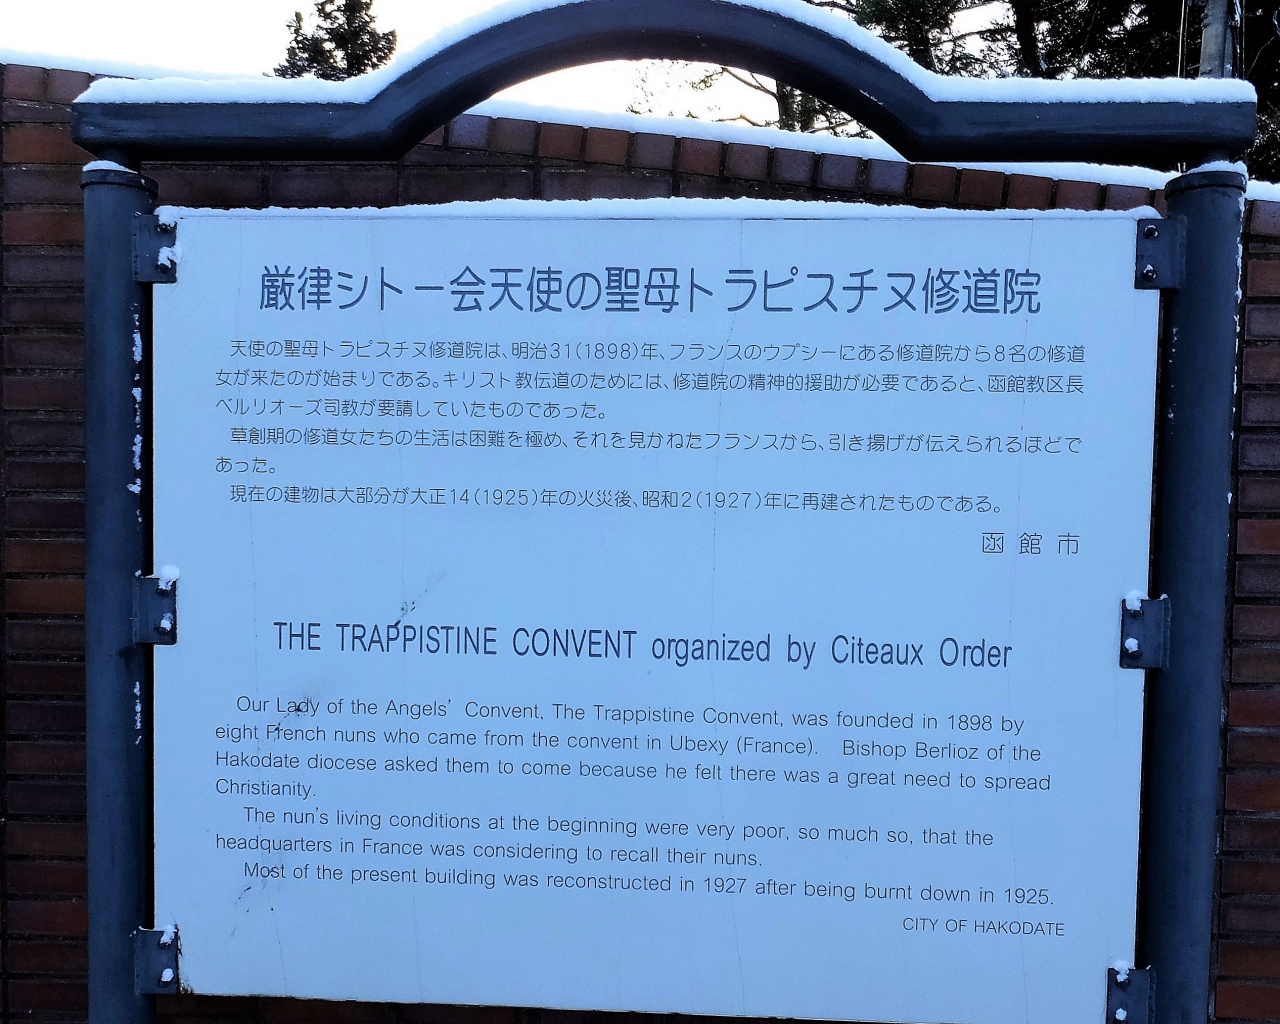 厳律シトー会天使の聖母トラピスチヌ修道院
天使の聖母トラピスチヌ修道院は、明治31(1898)年、フランスのウプシーにある修道院から8名の修道
女が来たのが始まりである。キリスト教伝道のためには、修道院の精神的援助が必要であると、函館教区長
ベルリオーズ司教が要請していたものであった。
草創期の修道女たちの生活は困難を極め、それを見かねたフランスから、引き揚げが伝えられるほどで
あった。
現在の建物は大部分が大正14(1925)年の火災後、昭和2(1927)年に再建されたものである。
函館市
THE TRAPPISTINE CONVENT organized by Citeaux Order
Our Lady of the Angels' Convent, The Trappistine Convent, was founded in 1898 by
eight French nuns who came from the convent in Ubexy (France). Bishop Berlioz of the
Hakodate diocese asked them to come because he felt there was a great need to spread
Christianity.
The nun's living conditions at the beginning were very poor, so much so, that the
headquarters in France was considering to recall their nuns.
Most of the present building was reconstructed in 1927 after being burnt down in 1925.
CITY OF HAKODATE